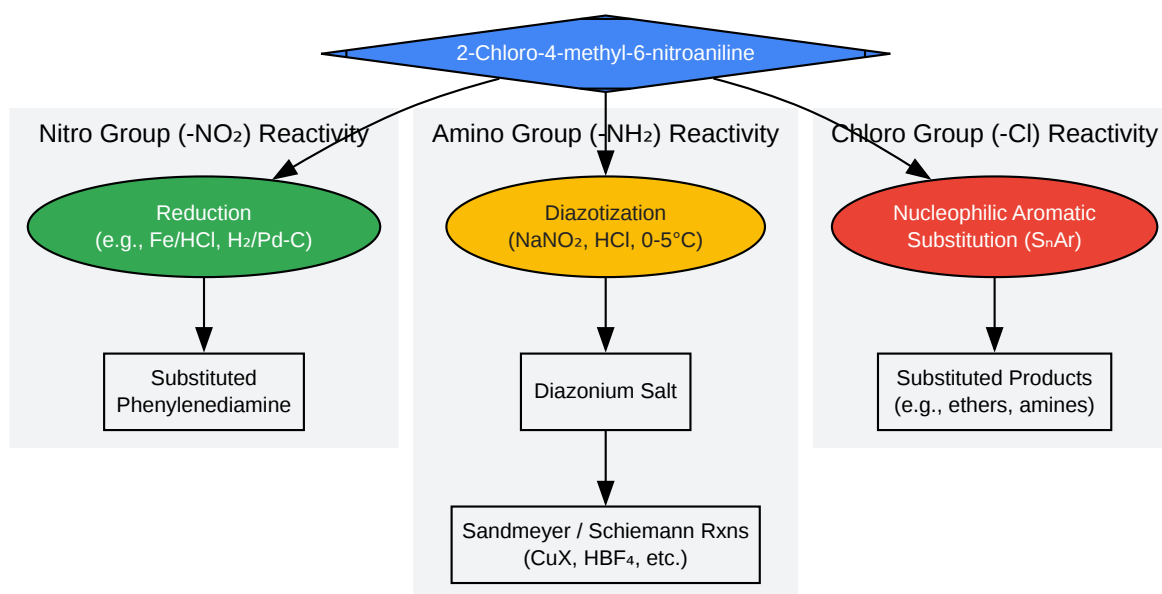 2-Chloro-4-methyl-6-nitroaniline
Nitro Group (-NO₂) Reactivity
Reduction
(e.g., Fe/HCl, H₂/Pd-C)
Substituted
Phenylenediamine
Amino Group (-NH₂) Reactivity
Diazotization
(NaNO₂, HCl, 0-5°C)
Diazonium Salt
Sandmeyer / Schiemann Rxns
(CuX, HBF₄, etc.)
Chloro Group (-Cl) Reactivity
Nucleophilic Aromatic
Substitution (SₙAr)
Substituted Products
(e.g., ethers, amines)